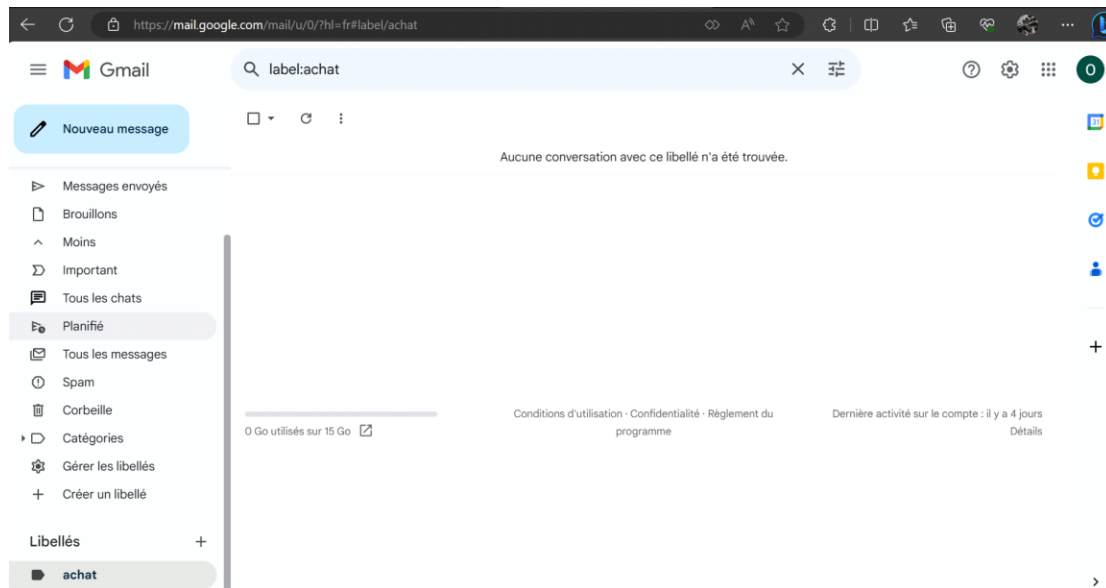 https://mail.google.com/mail/u/0/?hl=fr#label/achat
Gmail
label:achat
O
Nouveau message
31
Aucune conversation avec ce libellé n'a été trouvée.
Messages envoyés
Brouillons
Moins
Important
Tous les chats
Planifié
Tous les messages
Spam
Corbeille
Catégories
Gérer les libellés
Créer un libellé
Libellés
achat
0 Go utilisés sur 15 Go
Conditions d'utilisation · Confidentialité · Règlement du
programme
Dernière activité sur le compte : il y a 4 jours
Détails